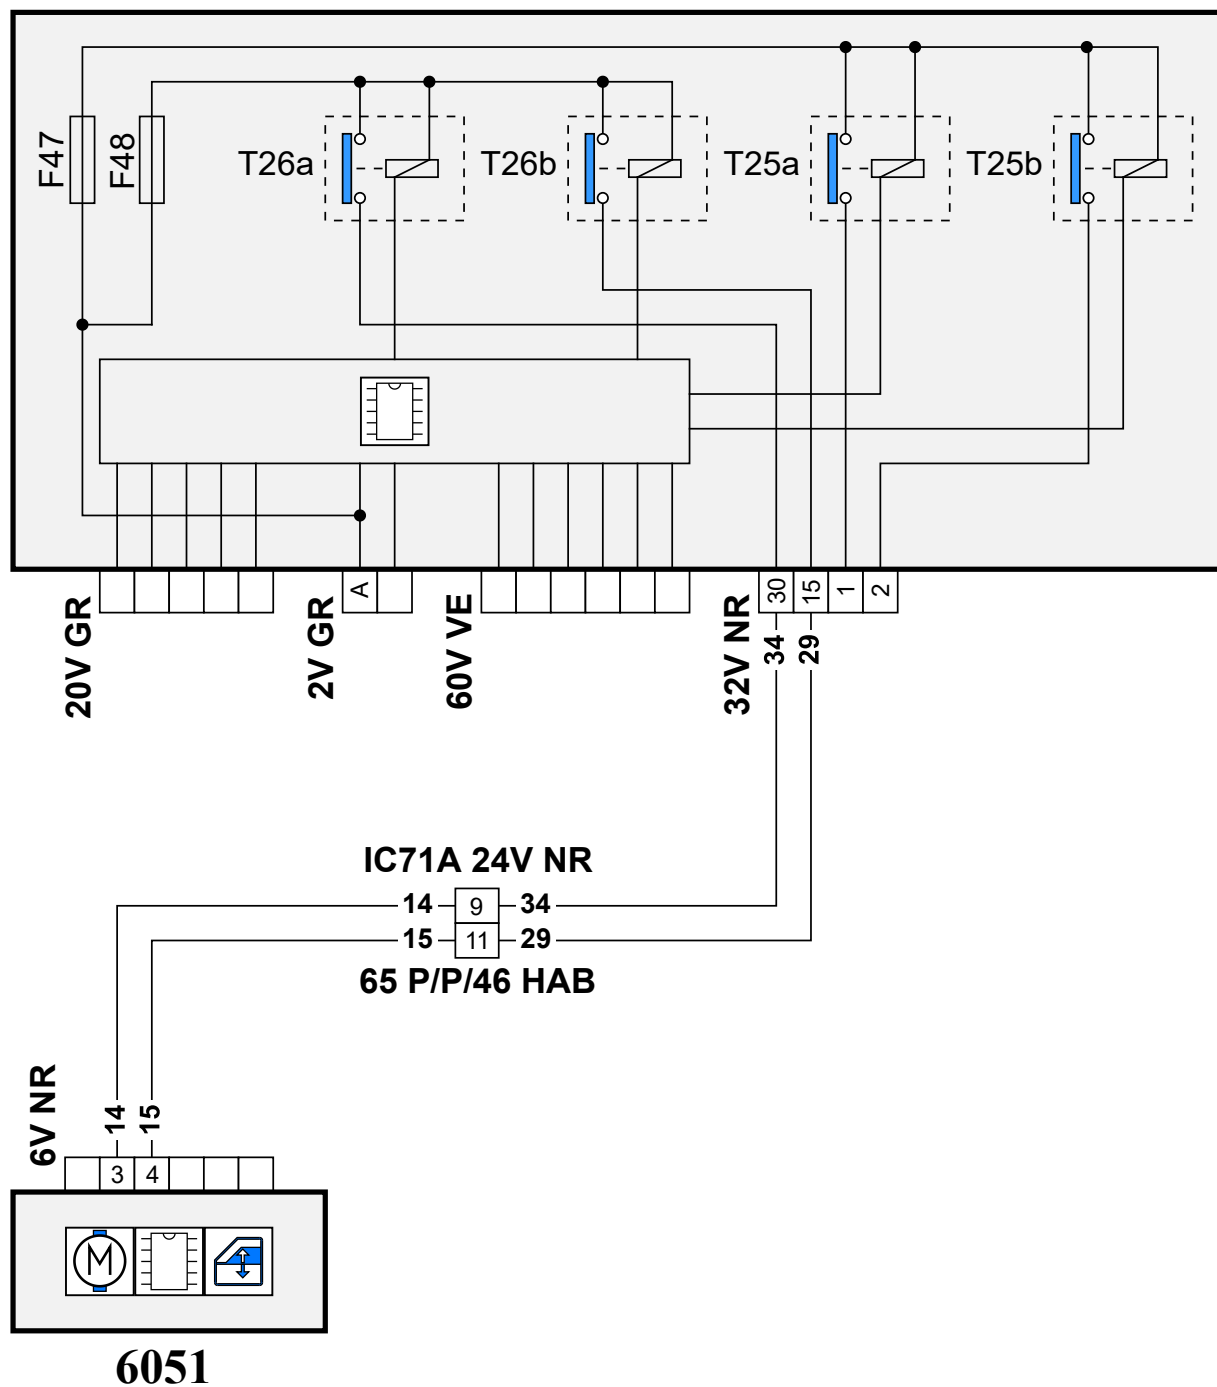 F47
F48
T26a
T26b
T25a
T25b
20V GR
2V GR
A
60V VE
32V NR
30
15
1
2
34
29
IC71A 24V NR
14 9 34
15 11 29
65 P/P/46 HAB
6V NR
14
15
3 4
M
6051